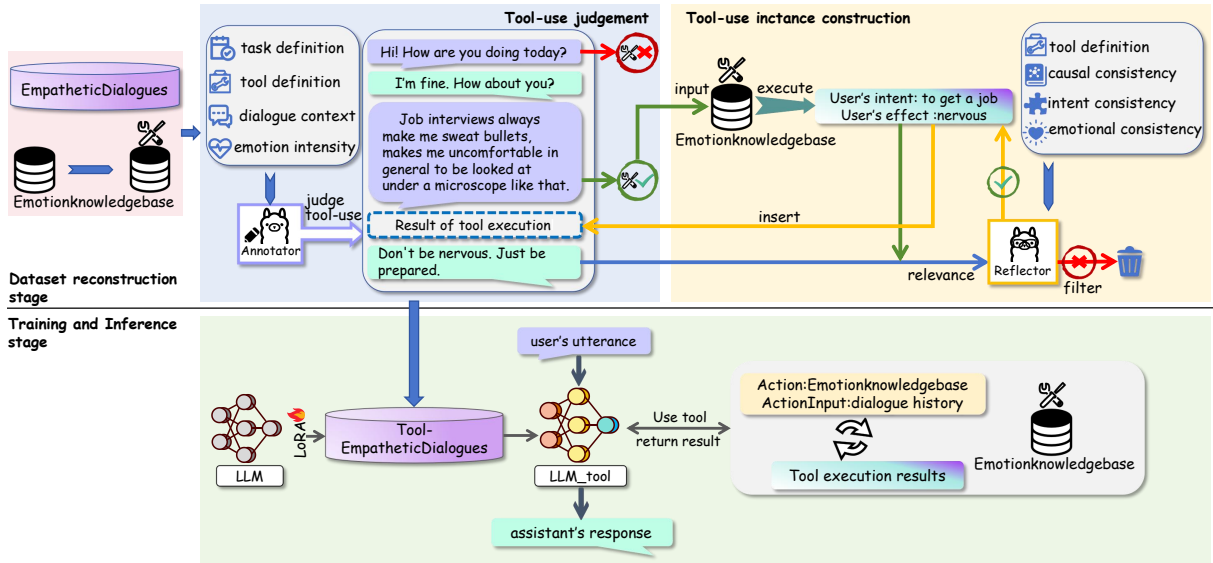 Tool-use judgement
Tool-use inctance construction
EmpatheticDialogues
Emotionknowledgebase
task definition
tool definition
dialogue context
emotion intensity
judge
tool-use
Annotator
Hi! How are you doing today?
I'm fine. How about you?
Job interviews always
make me sweat bullets,
makes me uncomfortable in
general to be looked at
under a microscope like that.
Result of tool execution
Don't be nervous. Just be
prepared.
input
execute
Emotionknowledgebase
User's intent: to get a job
User's effect :nervous
tool definition
causal consistency
intent consistency
emotional consistency
insert
relevance
Reflector
filter
Dataset reconstruction
stage
Training and Inference
stage
user's utterance
LLM
LoRA
Tool-
EmpatheticDialogues
LLM_tool
Use tool
return result
Action:Emotionknowledgebase
ActionInput:dialogue history
Tool execution results
Emotionknowledgebase
assistant's response